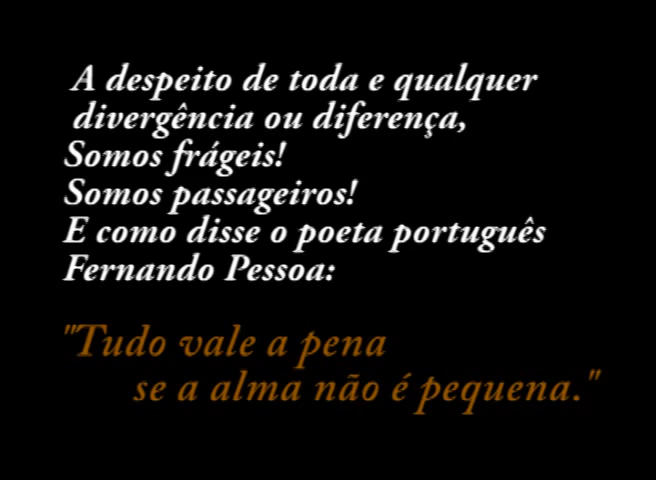 A despeito de toda e qualquer
divergência ou diferença,
Somos frágeis!
Somos passageiros!
E como disse o poeta português
Fernando Pessoa:
"Tudo vale a pena
se a alma não é pequena."